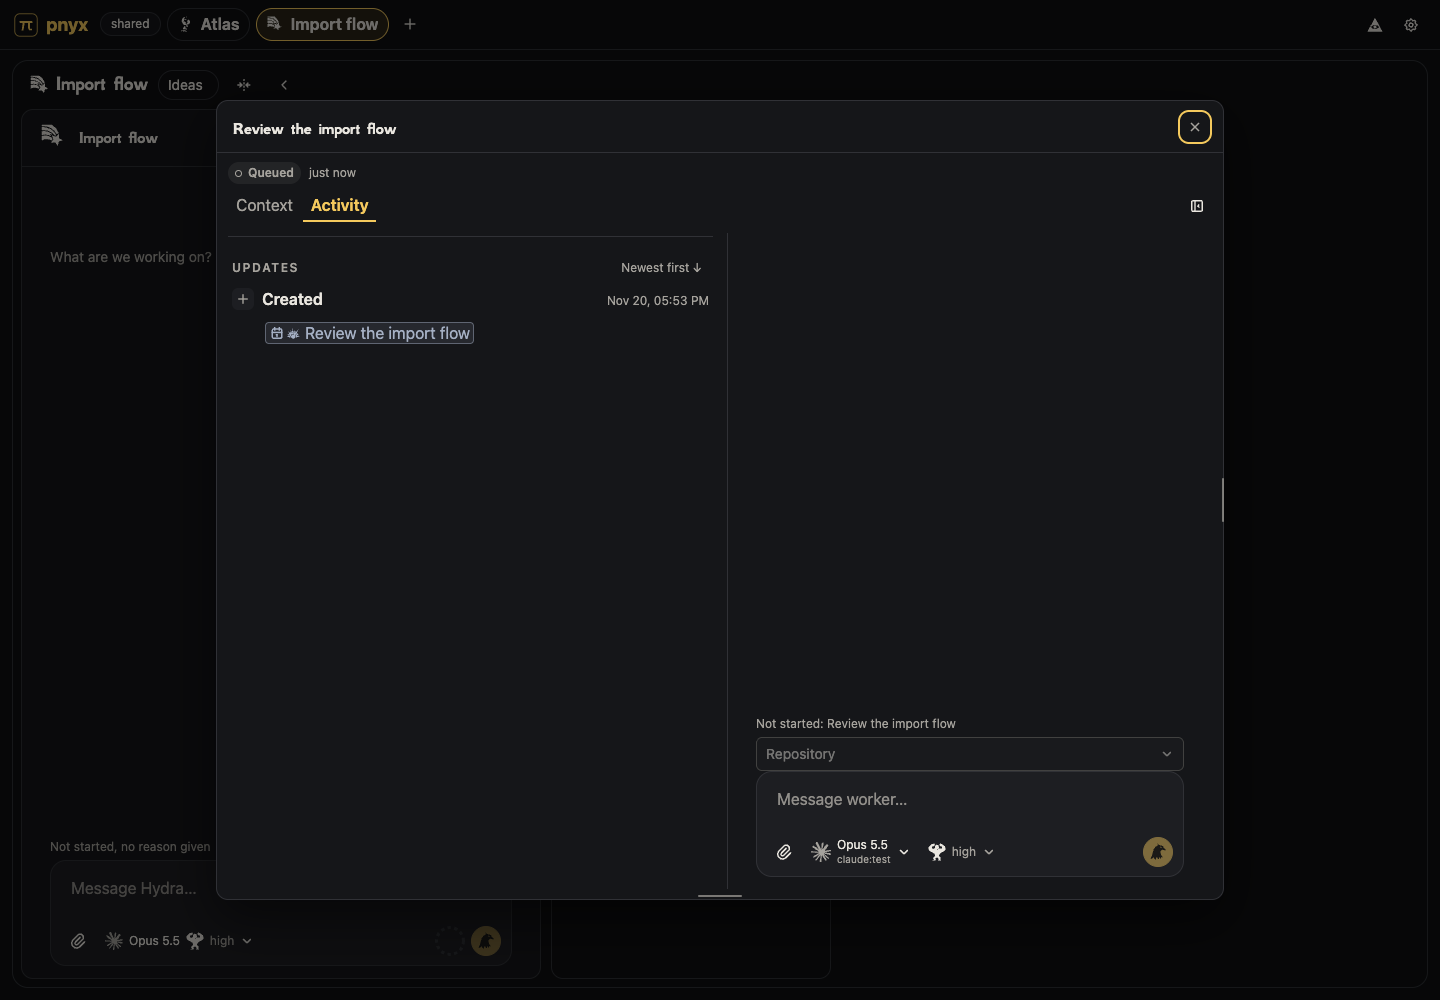 π pnyx shared Atlas Import flow
Import flow Ideas
Import flow
Review the import flow
Queued just now
Context Activity
What are we working on?
UPDATES Newest first ↓
Created Nov 20, 05:53 PM
Review the import flow
Not started: Review the import flow
Repository
Message worker...
Opus 5.5 high
claude:test
Not started, no reason given
Message Hydra...
Opus 5.5 high